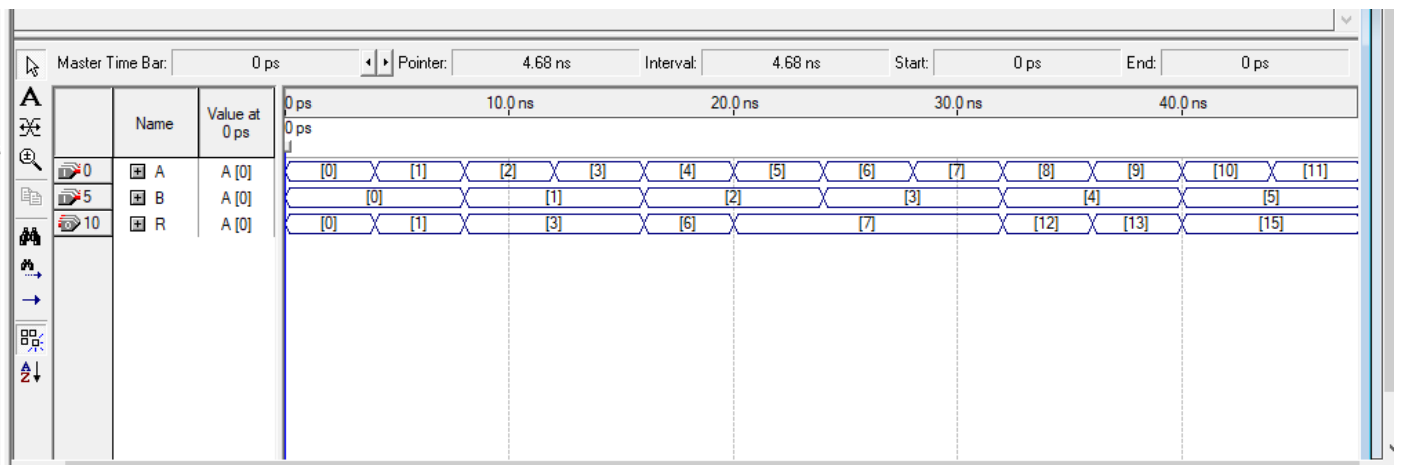 Master Time Bar: 0 ps Pointer: 4.68 ns Interval: 4.68 ns Start: 0 ps End: 0 ps
Name Value at 0 ps 0 ps 10.0 ns 20.0 ns 30.0 ns 40.0 ns
0 ps
0 A A [0] [0] [1] [2] [3] [4] [5] [6] [7] [8] [9] [10] [11]
5 B A [0] [0] [1] [2] [3] [4] [5]
10 R A [0] [0] [1] [3] [6] [7] [12] [13] [15]
A
A
Z